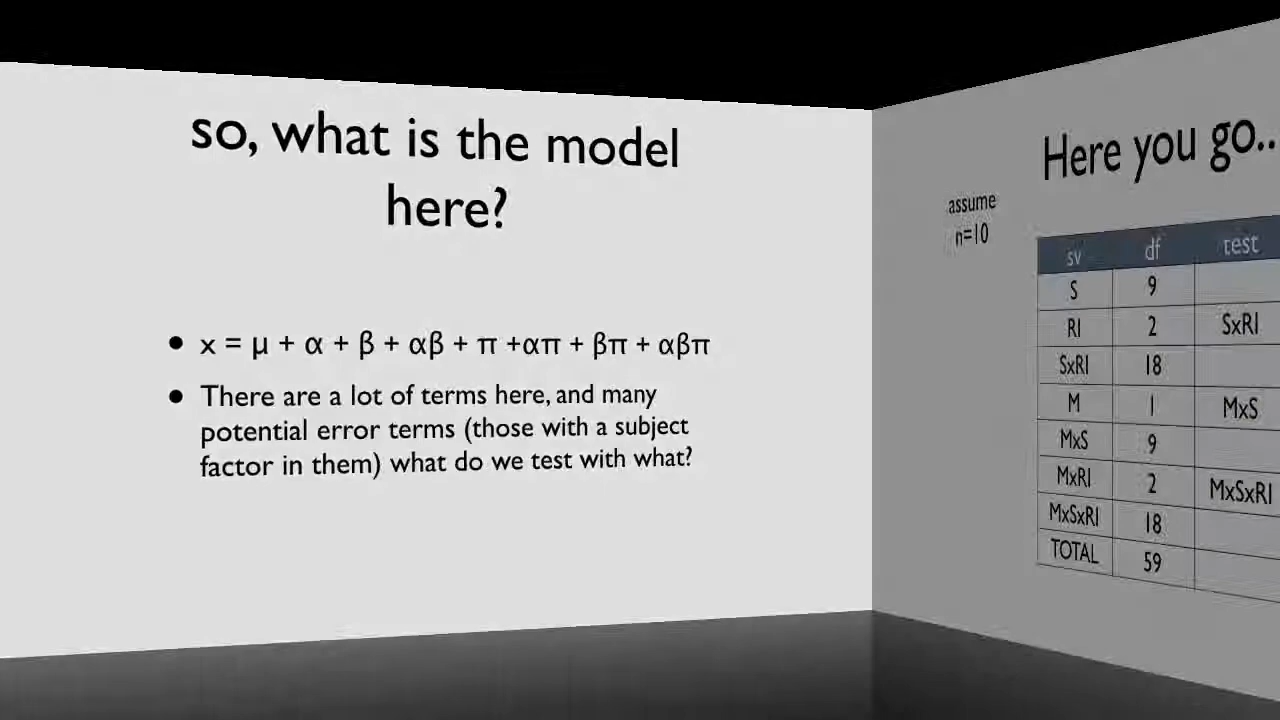 so, what is the model
here?
• x = μ + α + β + αβ + π +απ + βπ + αβπ
• There are a lot of terms here, and many
potential error terms (those with a subject
factor in them) what do we test with what?
Here you go..
assume
n=10
sv df test
S 9
RI 2 SxRI
SxRI 18
M 1 MxS
MxS 9
MxRI 2 MxSxRI
MxSxRI 18
TOTAL 59